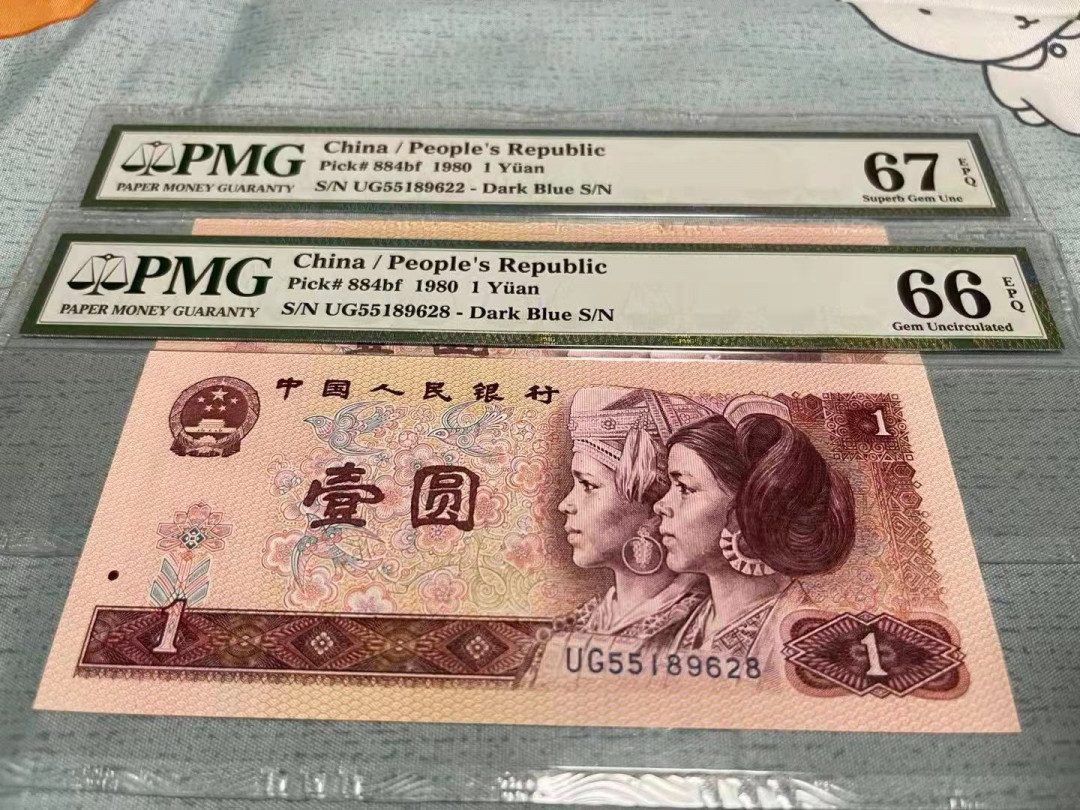 PMG
PAPER MONEY GUARANTY
China / People's Republic
Pick# 884bf 1980 1 Yüan
S/N UG55189622 - Dark Blue S/N
67
EPQ
Superb Gem Unc
PMG
PAPER MONEY GUARANTY
China / People's Republic
Pick# 884bf 1980 1 Yüan
S/N UG55189628 - Dark Blue S/N
66
EPQ
Gem Uncirculated
中国人民银行
1
壹圆
1
UG55189628
1